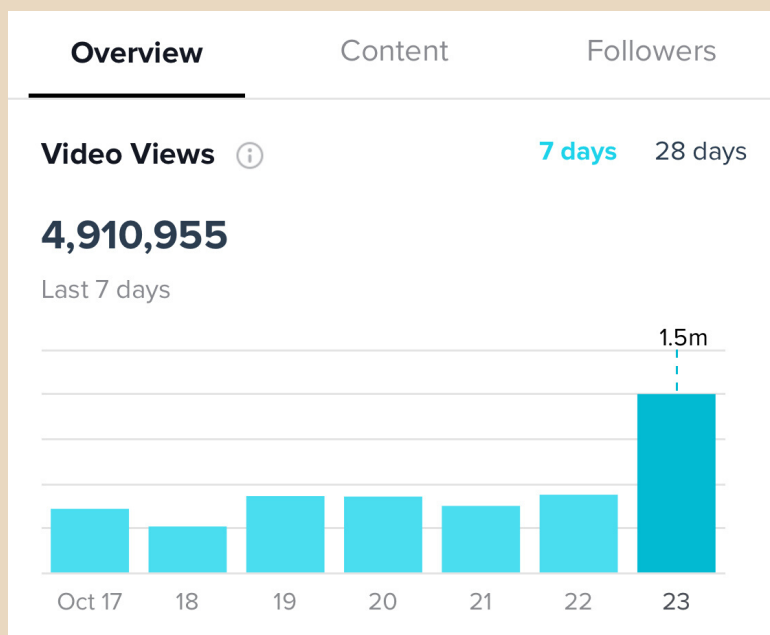 Overview Content Followers
Video Views 7 days 28 days
4,910,955
Last 7 days
1.5m
Oct 17 18 19 20 21 22 23